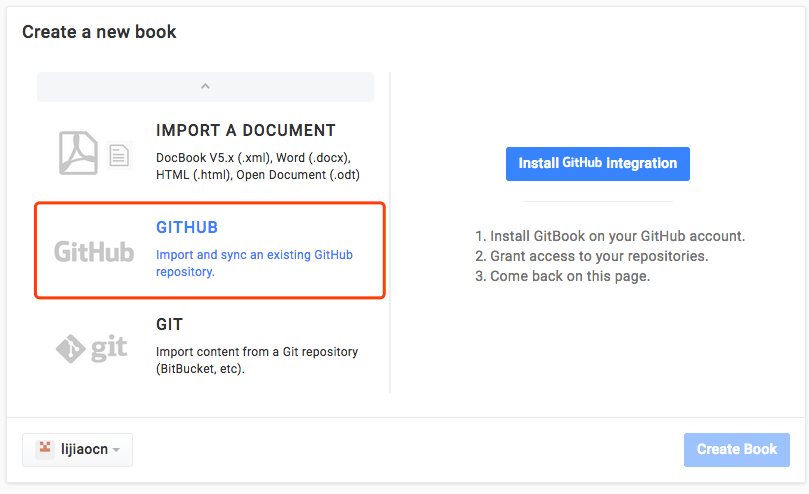 Create a new book
IMPORT A DOCUMENT
DocBook V5.x (.xml), Word (.docx),
HTML (.html), Open Document (.odt)
GitHub
GITHUB
Import and sync an existing GitHub
repository.
git
GIT
Import content from a Git repository
(BitBucket, etc).
Install GitHub integration
1. Install GitBook on your GitHub account.
2. Grant access to your repositories.
3. Come back on this page.
lijiaocn
Create Book